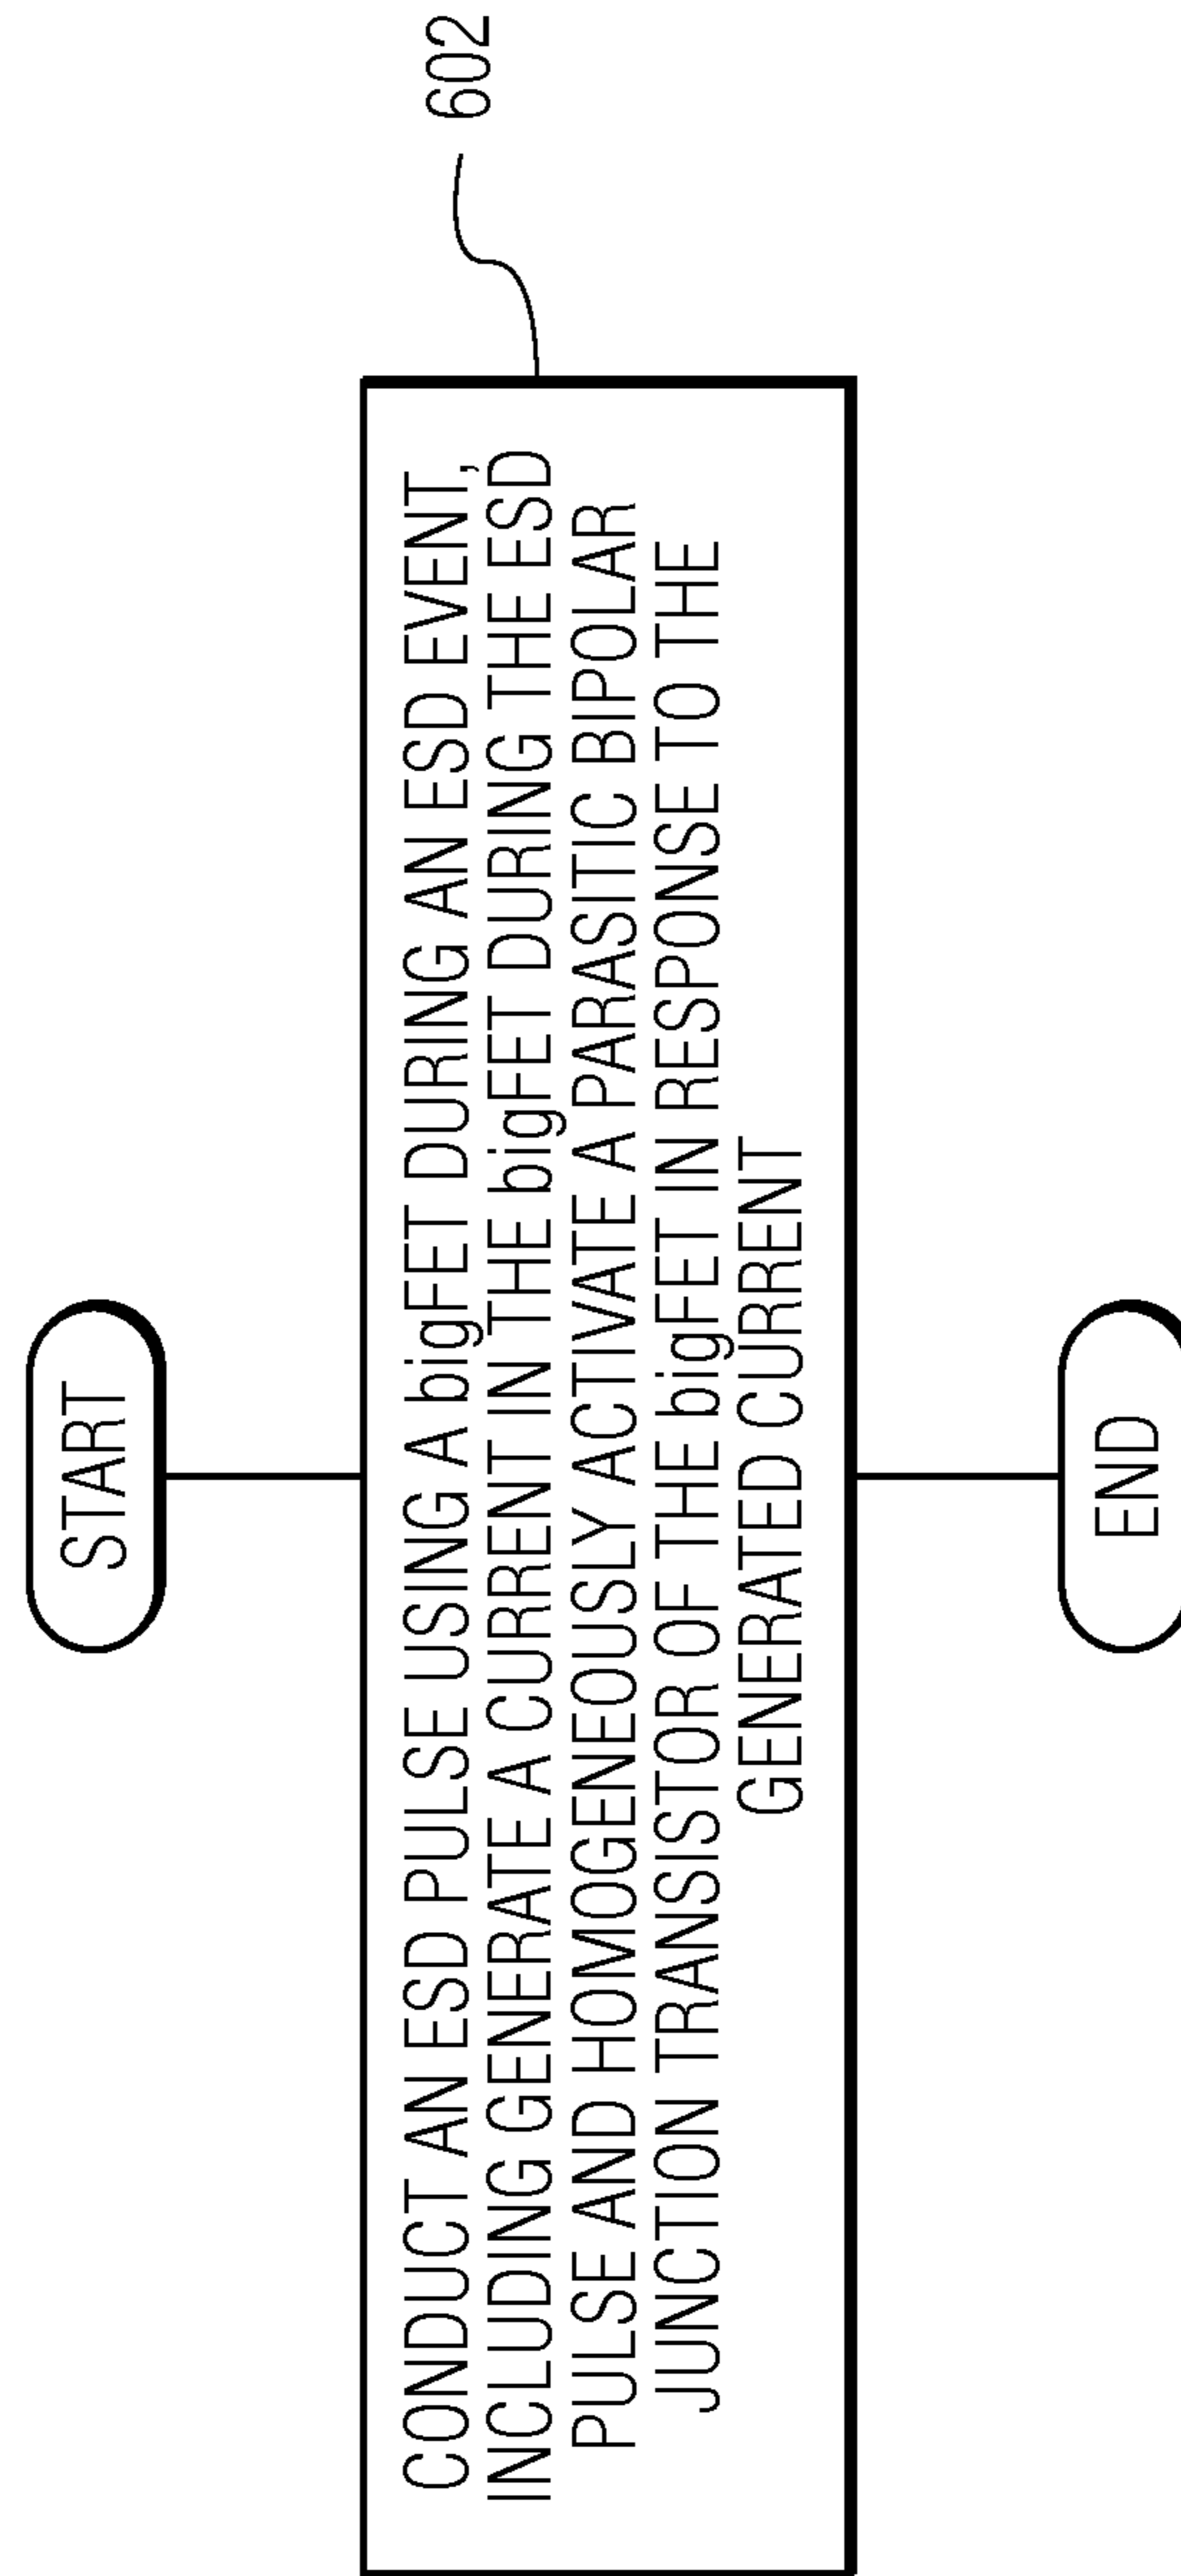 START
CONDUCT AN ESD PULSE USING A bigFET DURING AN ESD EVENT,
INCLUDING GENERATE A CURRENT IN THE bigFET DURING THE ESD
PULSE AND HOMOGENEOUSLY ACTIVATE A PARASITIC BIPOLAR
JUNCTION TRANSISTOR OF THE bigFET IN RESPONSE TO THE
GENERATED CURRENT
602
END